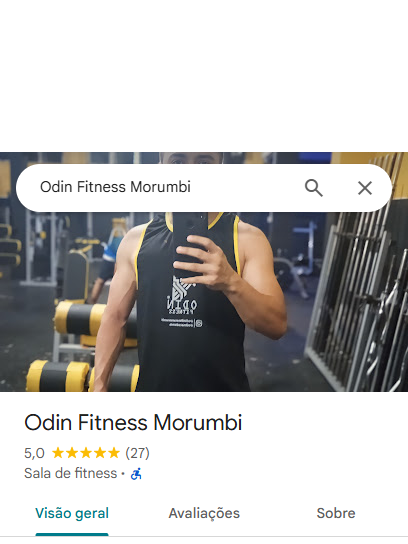 Odin Fitness Morumbi
ODIN
FITNESS
Odin Fitness Morumbi
5,0 (27)
Sala de fitness ·
Visão geral Avaliações Sobre